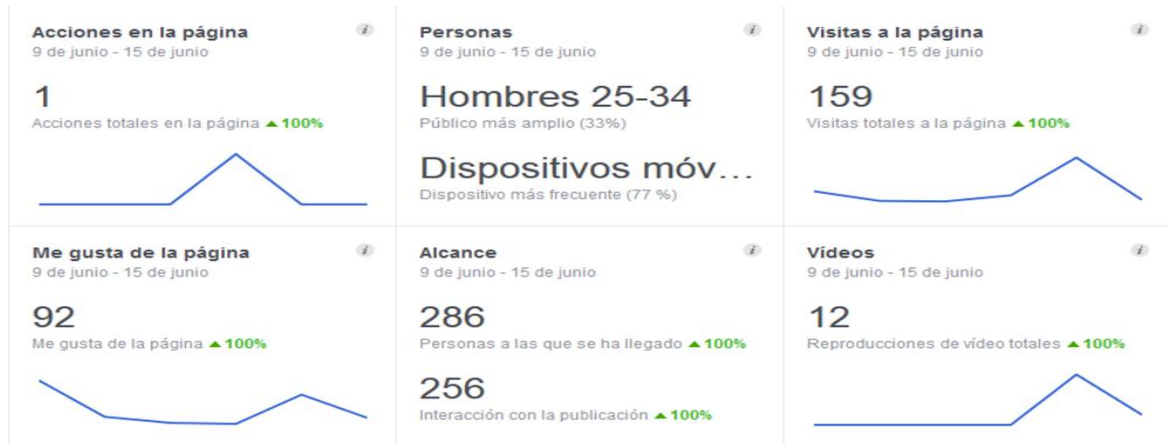 Acciones en la página
9 de junio - 15 de junio
1
Acciones totales en la página ▲ 100%
Personas
9 de junio - 15 de junio
Hombres 25-34
Público más amplio (33%)
Dispositivos móv...
Dispositivo más frecuente (77 %)
Visitas a la página
9 de junio - 15 de junio
159
Visitas totales a la página ▲ 100%
Me gusta de la página
9 de junio - 15 de junio
92
Me gusta de la página ▲ 100%
Alcance
9 de junio - 15 de junio
286
Personas a las que se ha llegado ▲ 100%
256
Interacción con la publicación ▲ 100%
Vídeos
9 de junio - 15 de junio
12
Reproducciones de vídeo totales ▲ 100%